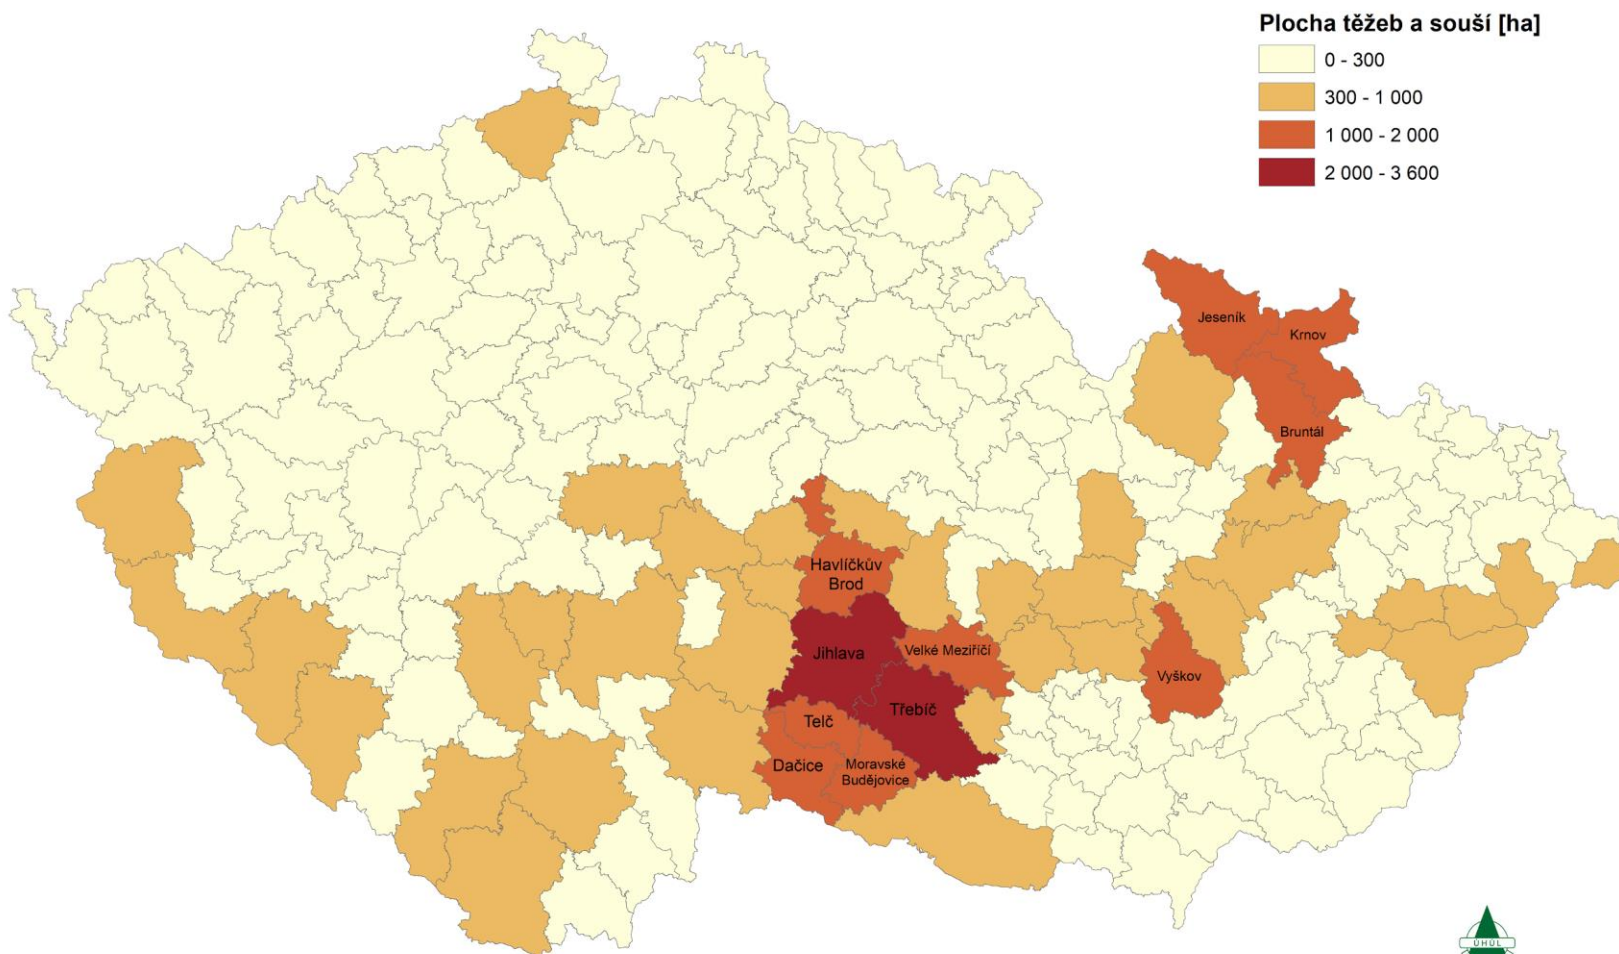 Plocha těžeb a souší [ha]
0 - 300
300 - 1 000
1 000 - 2 000
2 000 - 3 600
Jeseník
Krnov
Bruntál
Havlíčkův
Brod
Jihlava
Velké Meziříčí
Vyškov
Třebíč
Telč
Dačice
Moravské
Budějovice
ÚHÚL